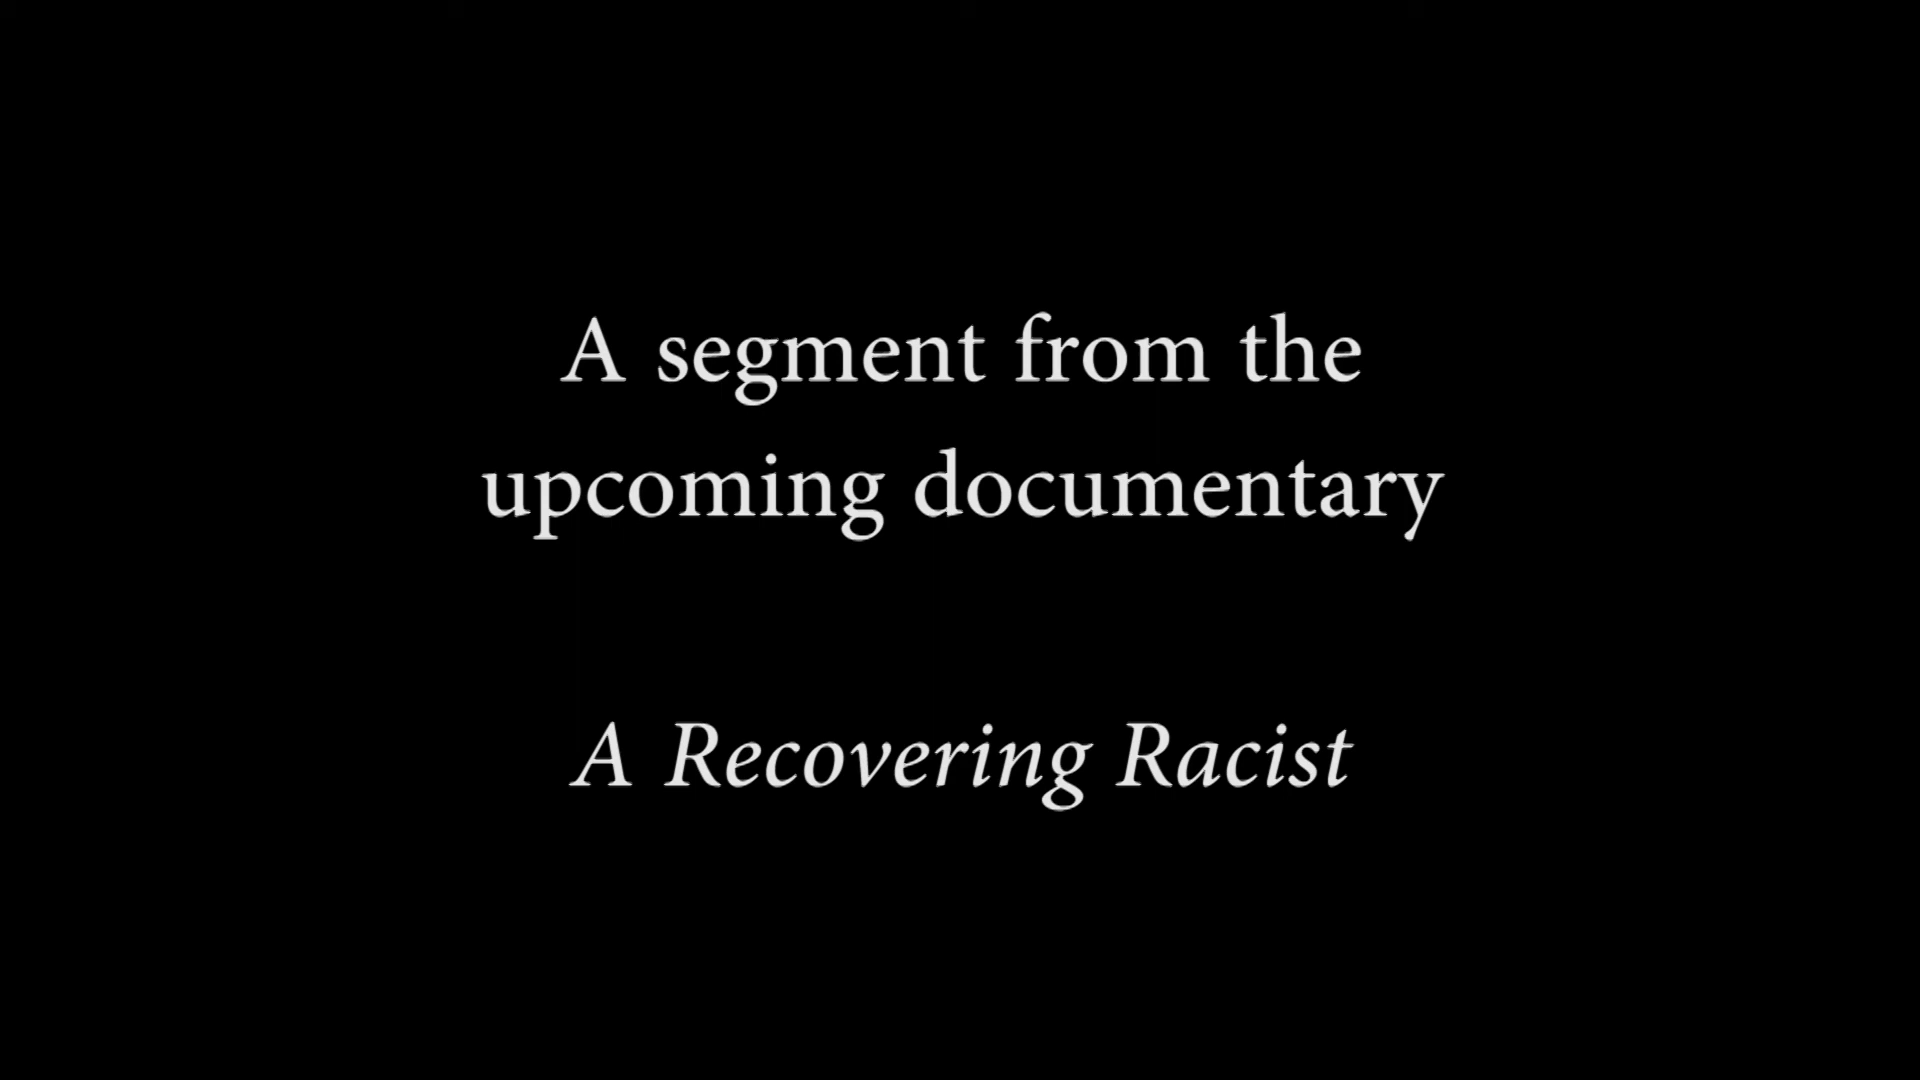 A segment from the
upcoming documentary
A Recovering Racist